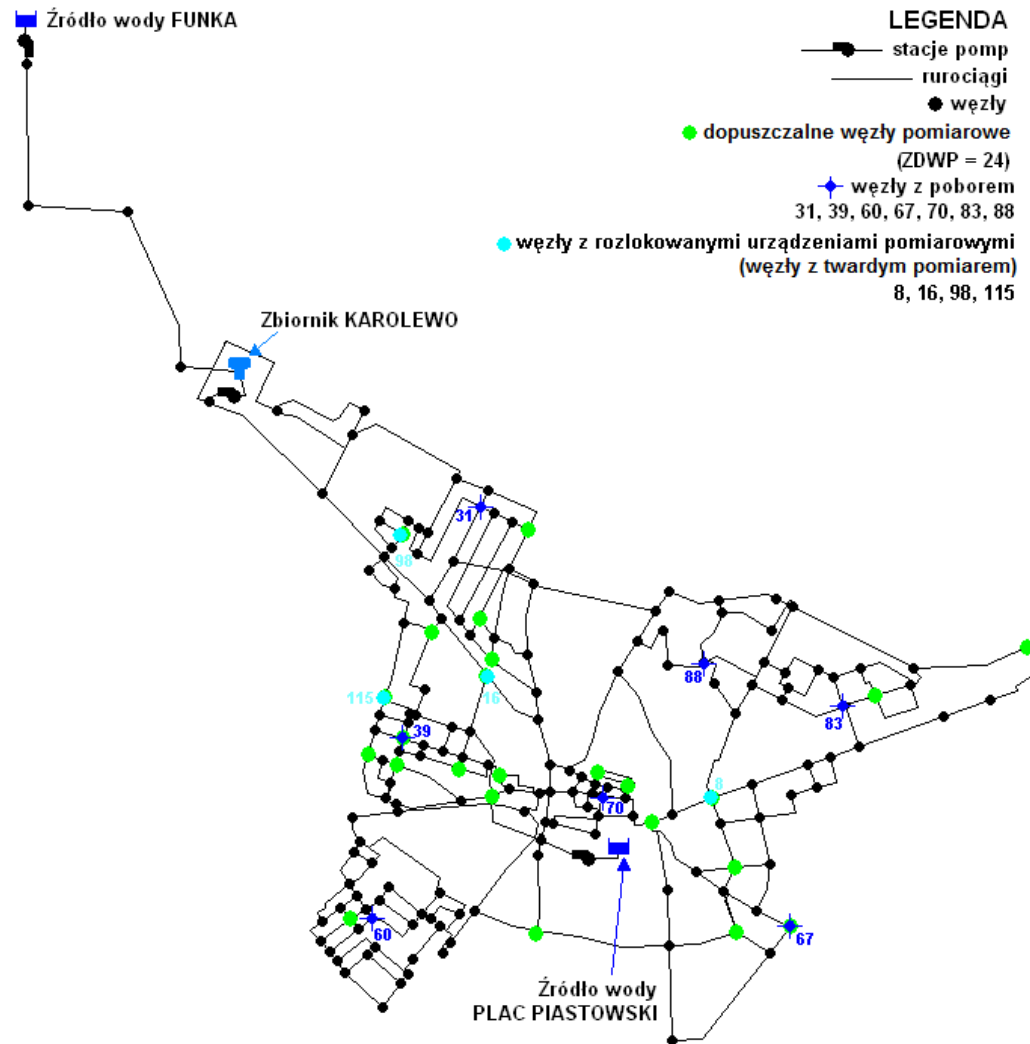 Źródło wody FUNKA
LEGENDA
stacje pomp
rurociągi
węzły
dopuszczalne węzły pomiarowe
(ZDWP = 24)
węzły z poborem
31, 39, 60, 67, 70, 83, 88
węzły z rozlokowanymi urządzeniami pomiarowymi
(węzły z twardym pomiarem)
8, 16, 98, 115
Zbiornik KAROLEWO
31
98
88
16
115
83
39
8
70
60
67
Źródło wody
PLAC PIASTOWSKI